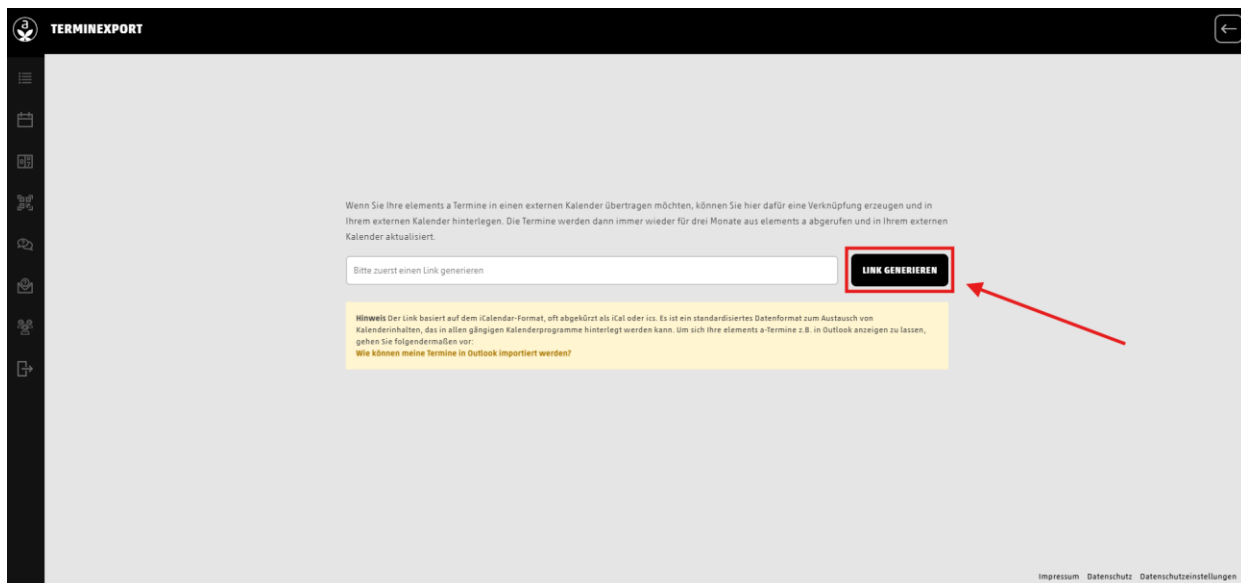 a
TERMINEXPORT
Wenn Sie Ihre elements a Termine in einen externen Kalender übertragen möchten, können Sie hier dafür eine Verknüpfung erzeugen und in
Ihrem externen Kalender hinterlegen. Die Termine werden dann immer wieder für drei Monate aus elements a abgerufen und in Ihrem externen
Kalender aktualisiert.
Bitte zuerst einen Link generieren
LINK GENERIEREN
Hinweis Der Link basiert auf dem iCalendar-Format, oft abgekürzt als iCal oder ics. Es ist ein standardisiertes Datenformat zum Austausch von
Kalenderinhalten, das in allen gängigen Kalenderprogramme hinterlegt werden kann. Um sich Ihre elements a-Termine z.B. in Outlook anzeigen zu lassen,
gehen Sie folgendermaßen vor:
Wie können meine Termine in Outlook importiert werden?
Impressum Datenschutz Datenschutzeinstellungen